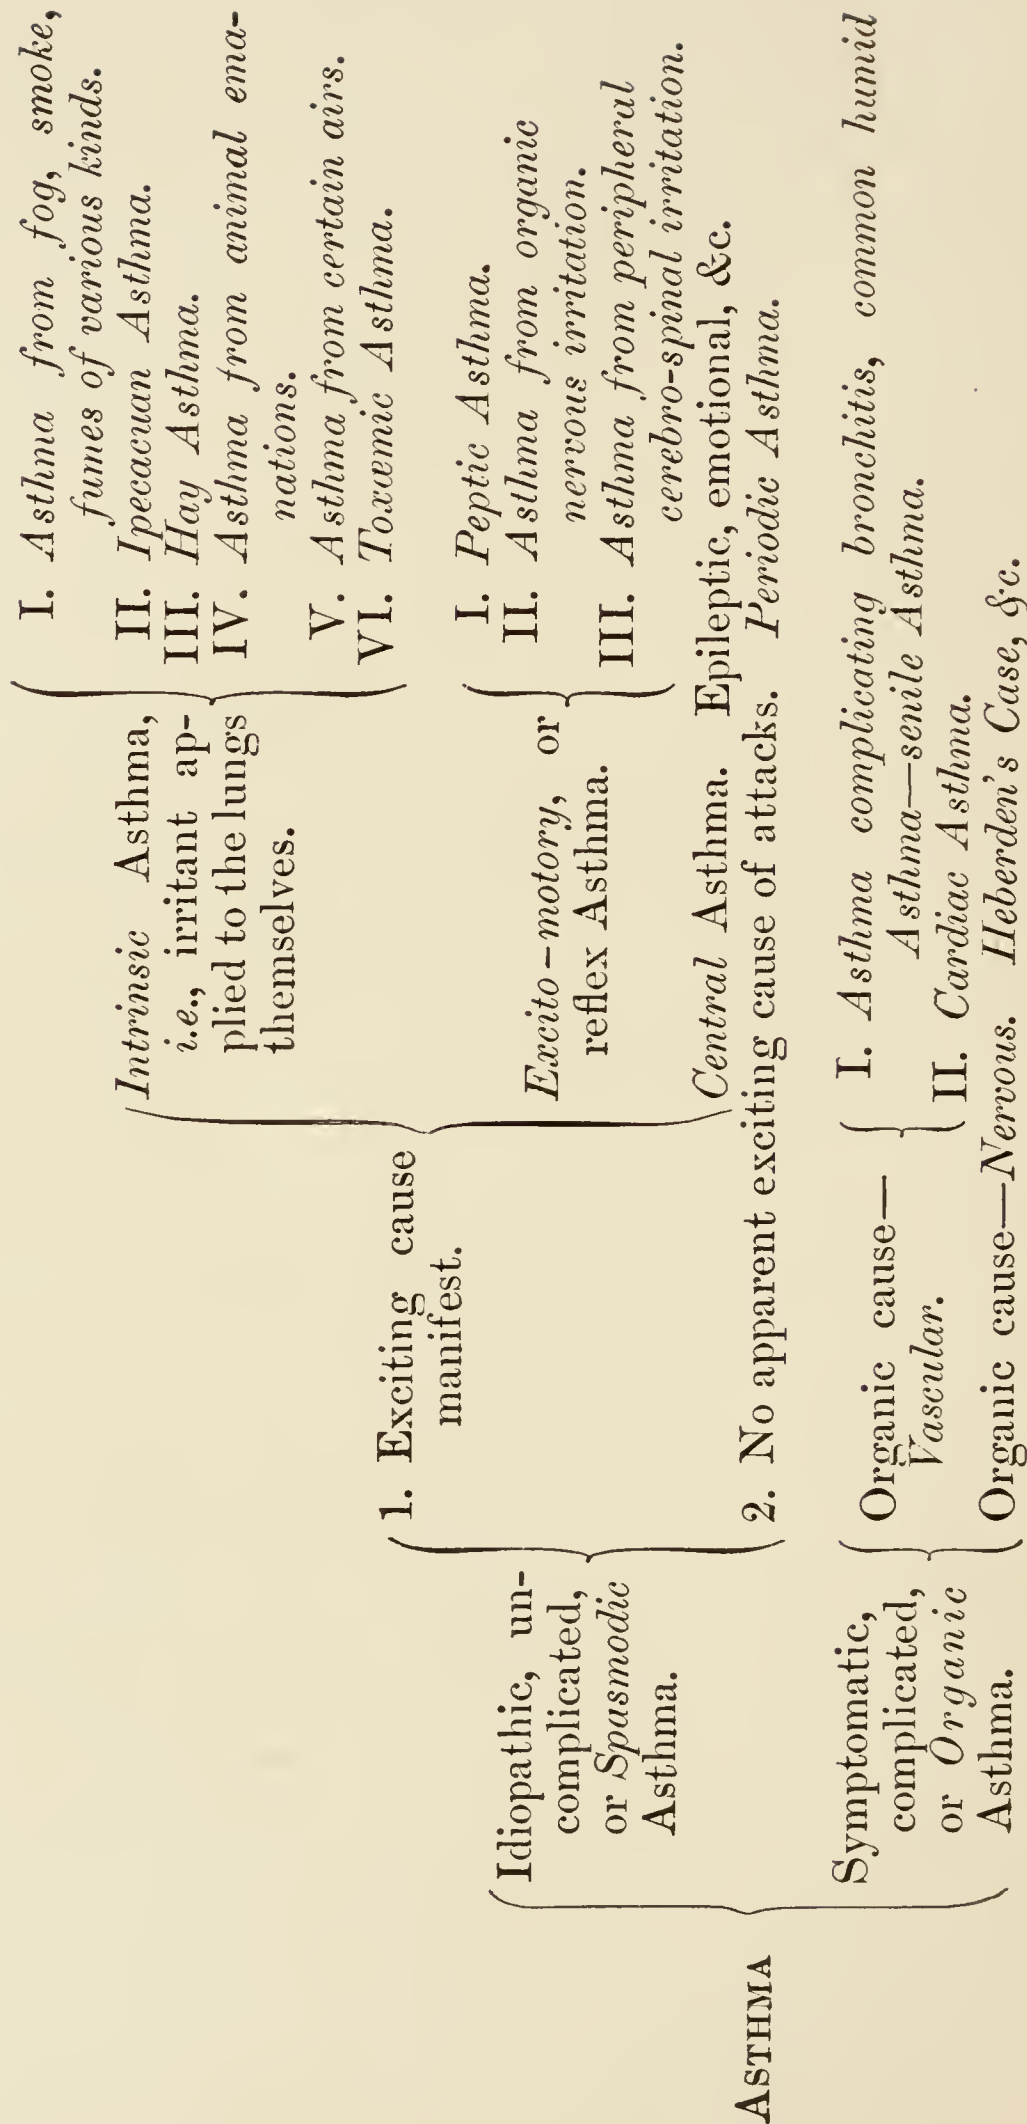 ASTHMA
Idiopathic, un-
complicated,
or Spasmodic
Asthma.
1. Exciting cause
manifest.
Intrinsic Asthma,
i.e., irritant ap-
plied to the lungs
themselves.
I. Asthma from fog, smoke,
fumes of various kinds.
II. Ipecacuan Asthma.
III. Hay Asthma.
IV. Asthma from animal ema-
nations.
V. Asthma from certain airs.
VI. Toxæmic Asthma.
Excito-motory, or
reflex Asthma.
I. Peptic Asthma.
II. Asthma from organic
nervous irritation.
III. Asthma from peripheral
cerebro-spinal irritation.
Central Asthma. Epileptic, emotional, &c.
2. No apparent exciting cause of attacks. Periodic Asthma.
Symptomatic,
complicated,
or Organic
Asthma.
Organic cause—
Vascular.
I. Asthma complicating bronchitis, common humid
Asthma—senile Asthma.
II. Cardiac Asthma.
Organic cause—Nervous. Heberden's Case, &c.